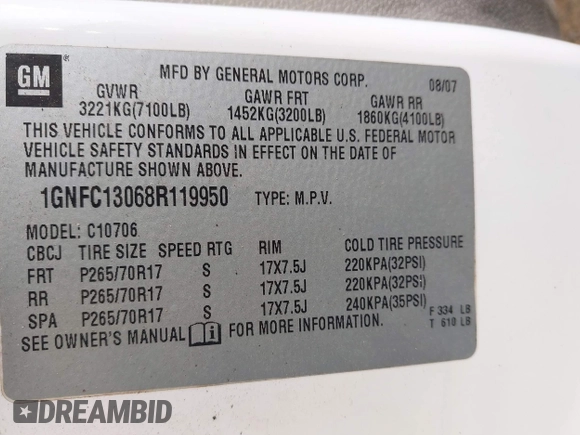 GM
MFD BY GENERAL MOTORS CORP. 08/07
GVWR GAWR FRT GAWR RR
3221KG(7100LB) 1452KG(3200LB) 1860KG(4100LB)
THIS VEHICLE CONFORMS TO ALL APPLICABLE U.S. FEDERAL MOTOR
VEHICLE SAFETY STANDARDS IN EFFECT ON THE DATE OF
MANUFACTURE SHOWN ABOVE.
1GNFC13068R119950 TYPE: M.P.V.
MODEL: C10706
CBCJ TIRE SIZE SPEED RTG RIM COLD TIRE PRESSURE
FRT P265/70R17 S 17X7.5J 220KPA(32PSI)
RR P265/70R17 S 17X7.5J 220KPA(32PSI)
SPA P265/70R17 S 17X7.5J 240KPA(35PSI)
F 334 LB
T 610 LB
SEE OWNER'S MANUAL FOR MORE INFORMATION.
DREAMBID